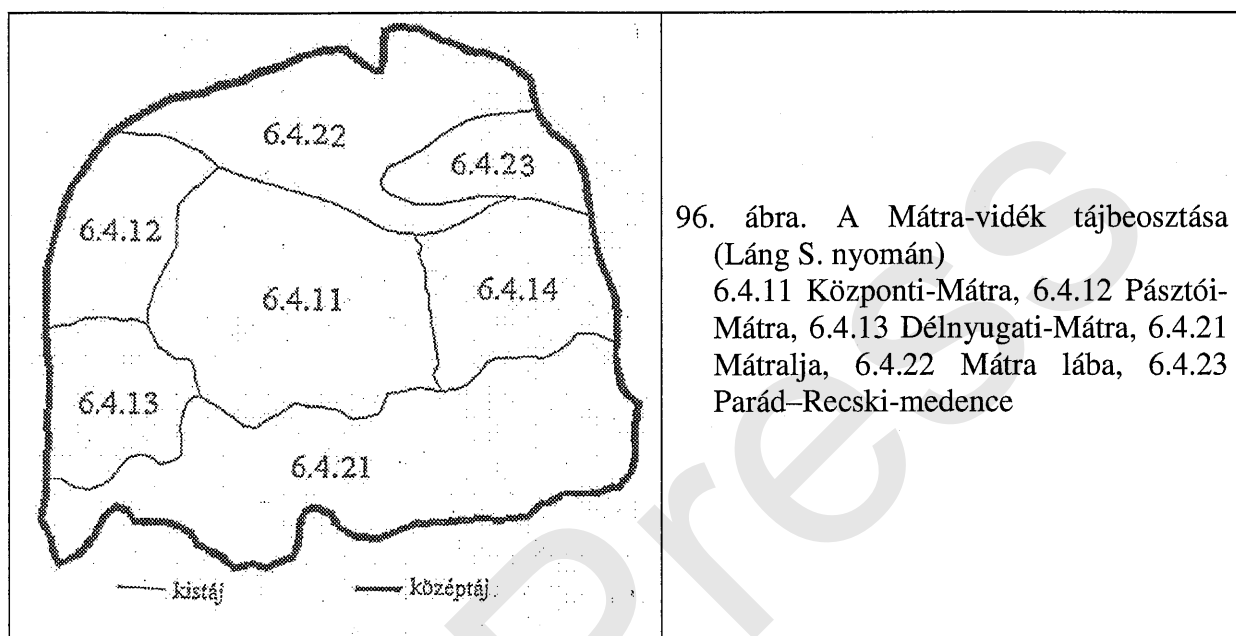 6.4.22
6.4.23
6.4.12
6.4.11
6.4.14
6.4.13
6.4.21
kistáj
középtáj
96. ábra. A Mátra-vidék tájbeosztása
(Láng S. nyomán)
6.4.11 Központi-Mátra, 6.4.12 Pásztói-
Mátra, 6.4.13 Délnyugati-Mátra, 6.4.21
Mátralja, 6.4.22 Mátra lába, 6.4.23
Parád–Recski-medence
Press